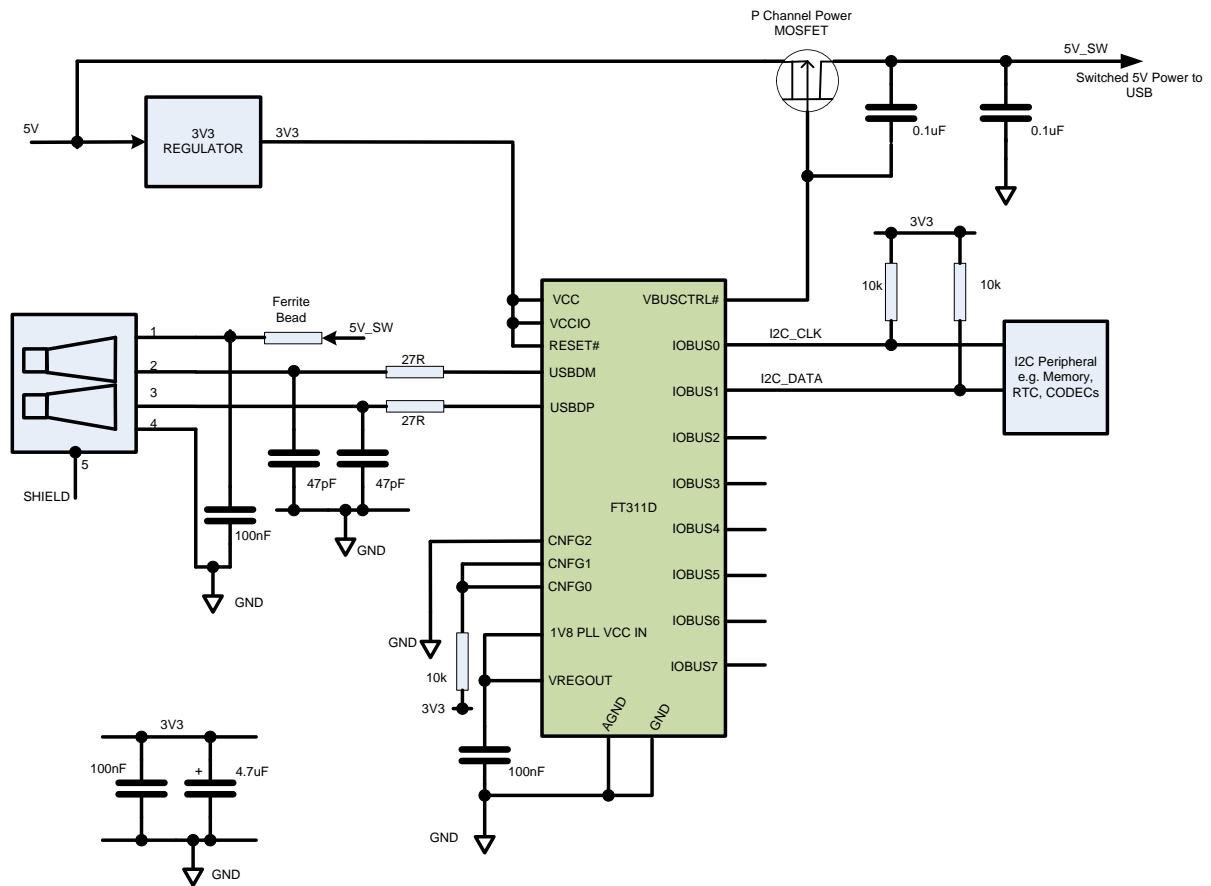 P Channel Power
MOSFET
5V_SW
Switched 5V Power to
USB
0.1uF
0.1uF
5V
3V3
REGULATOR
3V3
3V3
10k
10k
VCC
VBUSCTRL#
VCCIO
RESET#
IOBUS0
I2C_CLK
USBDM
IOBUS1
I2C_DATA
USBDP
I2C Peripheral
e.g. Memory,
RTC, CODECs
Ferrite
Bead
5V_SW
1
2
3
4
5
SHIELD
27R
27R
47pF
47pF
100nF
GND
GND
IOBUS2
IOBUS3
FT311D
IOBUS4
CNFG2
CNFG1
IOBUS5
CNFG0
IOBUS6
1V8 PLL VCC IN
IOBUS7
VREGOUT
GND
10k
3V3
AGND
GND
100nF
GND
3V3
100nF
+
4.7uF
GND